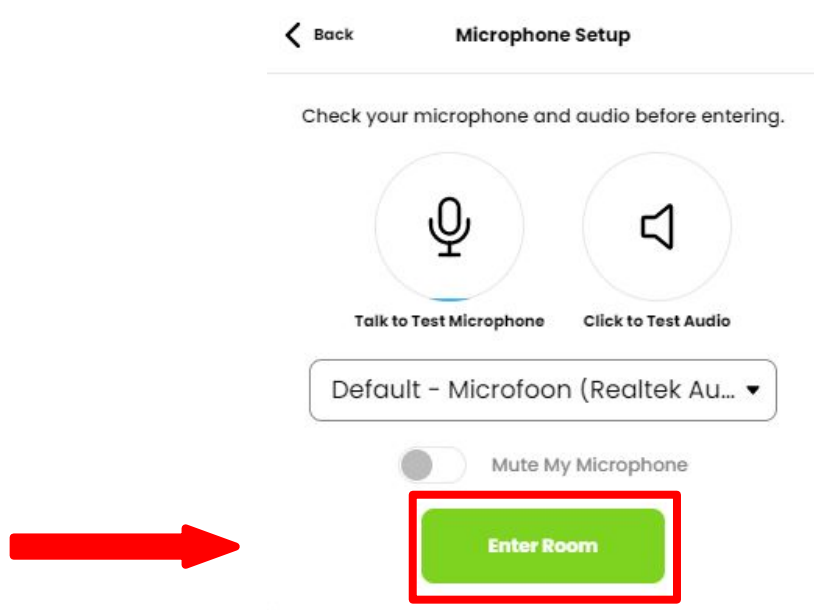 Back
Microphone Setup
Check your microphone and audio before entering.
Talk to Test Microphone
Click to Test Audio
Default - Microfoon (Realtek Au...
Mute My Microphone
Enter Room